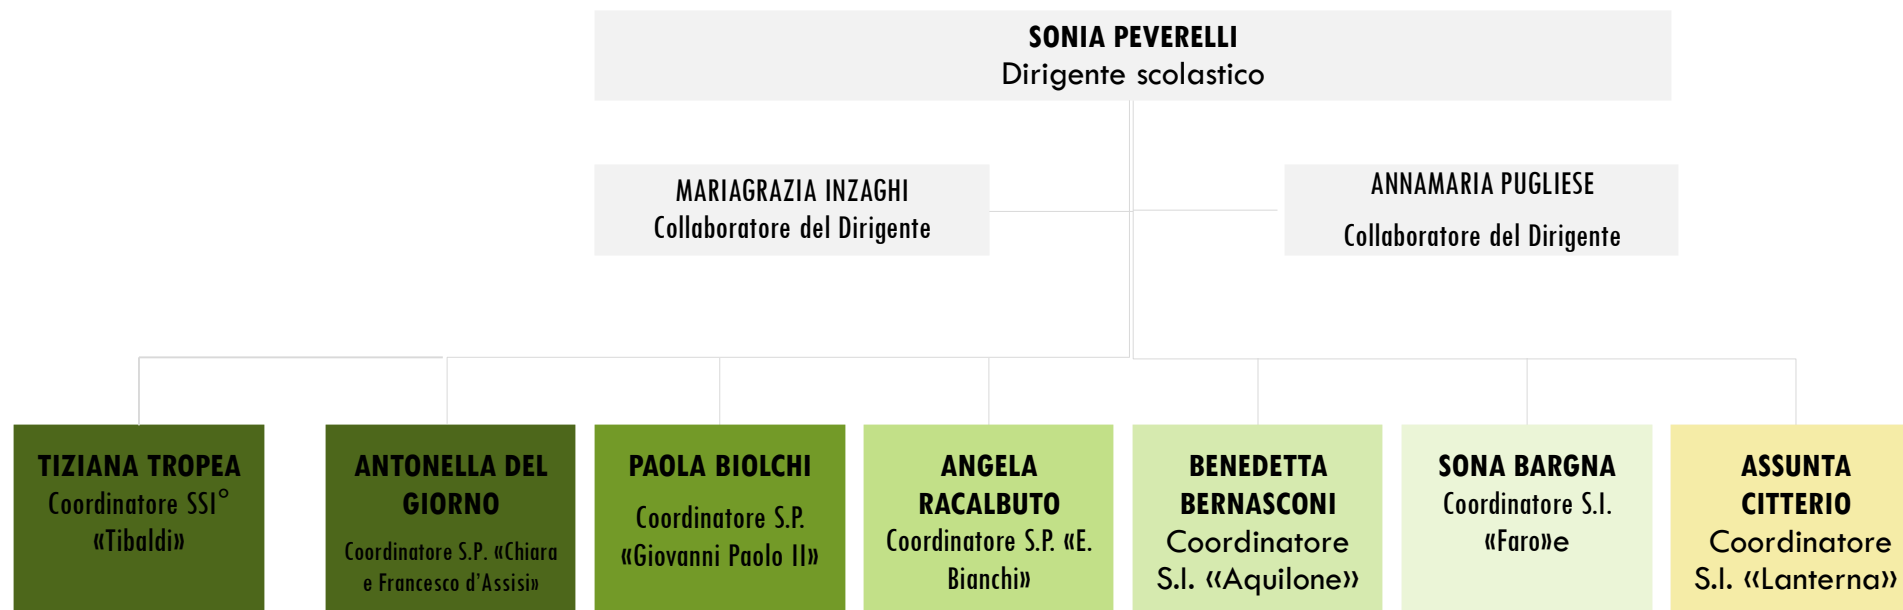 SONIA PEVERELLI
Dirigente scolastico
MARIAGRAZIA INZAGHI
Collaboratore del Dirigente
ANNAMARIA PUGLIESE
Collaboratore del Dirigente
TIZIANA TROPEA
Coordinatore SSI°
«Tibaldi»
ANTONELLA DEL
GIORNO
Coordinatore S.P. «Chiara
e Francesco d’Assisi»
PAOLA BIOLCHI
Coordinatore S.P.
«Giovanni Paolo II»
ANGELA
RACALBUTO
Coordinatore S.P. «E.
Bianchi»
BENEDETTA
BERNASCONI
Coordinatore
S.I. «Aquilone»
SONA BARGNA
Coordinatore S.I.
«Faro»e
ASSUNTA
CITTERIO
Coordinatore
S.I. «Lanterna»